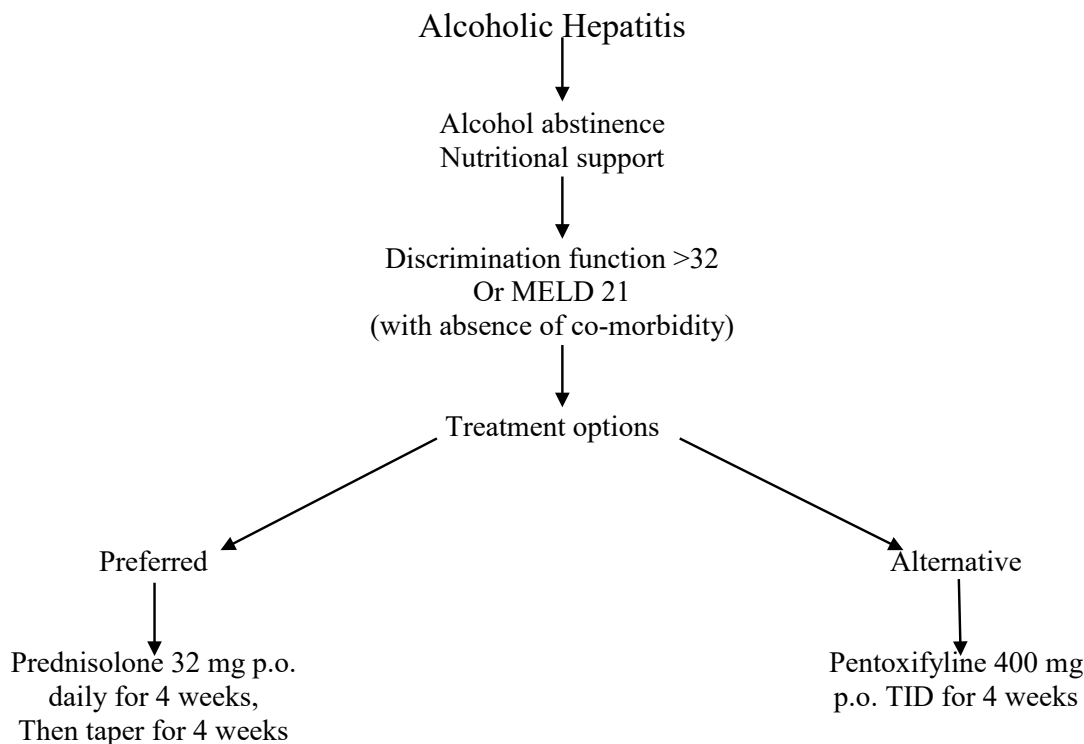 Alcoholic Hepatitis
Alcohol abstinence
Nutritional support
Discrimination function >32
Or MELD 21
(with absence of co-morbidity)
Treatment options
Preferred
Alternative
Prednisolone 32 mg p.o.
daily for 4 weeks,
Then taper for 4 weeks
Pentoxifyline 400 mg
p.o. TID for 4 weeks